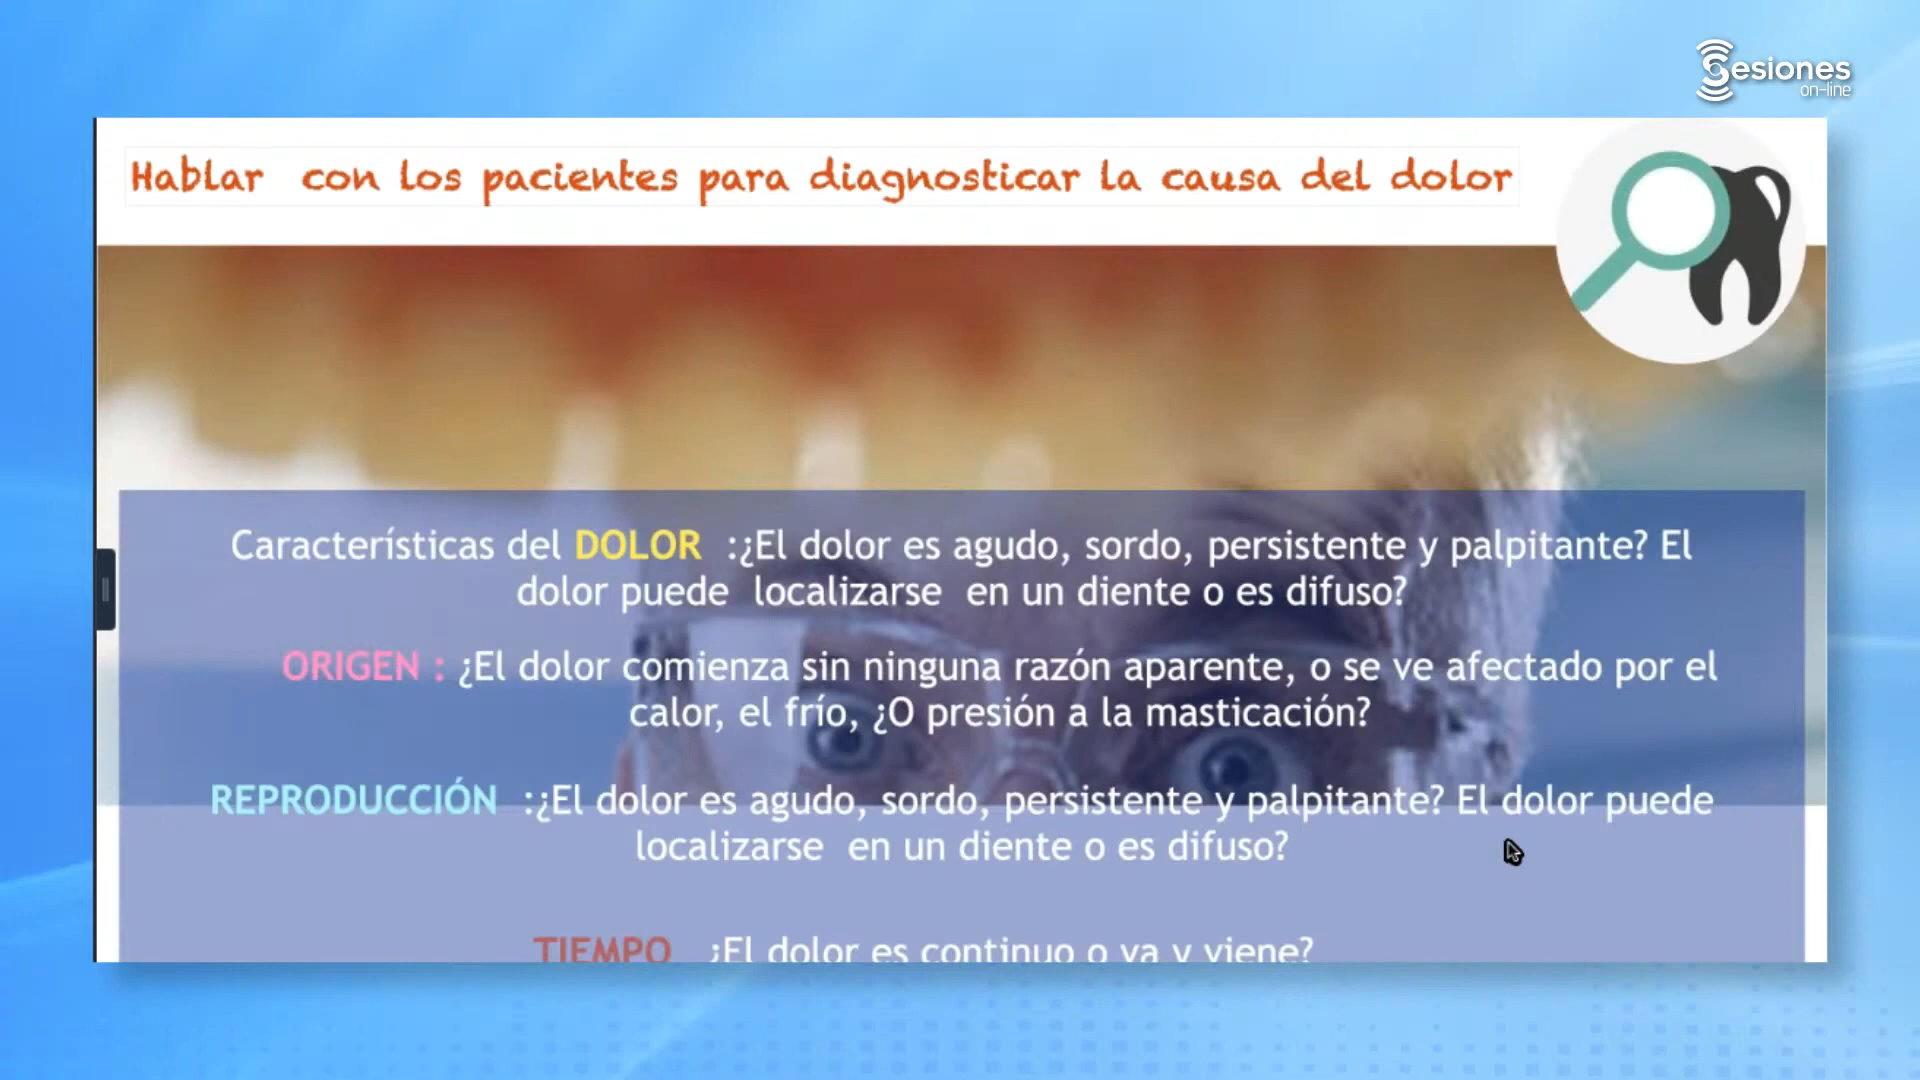 Sesiones
on-line
Hablar con los pacientes para diagnosticar la causa del dolor
Características del DOLOR :¿El dolor es agudo, sordo, persistente y palpitante? El
dolor puede localizarse en un diente o es difuso?
ORIGEN : ¿El dolor comienza sin ninguna razón aparente, o se ve afectado por el
calor, el frío, ¿O presión a la masticación?
REPRODUCCIÓN :¿El dolor es agudo, sordo, persistente y palpitante? El dolor puede
localizarse en un diente o es difuso?
TIEMPO ¿El dolor es continuo o va y viene?